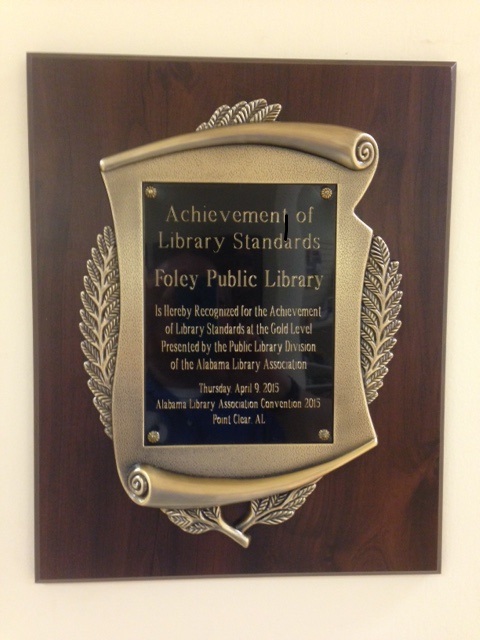 Achievement of
Library Standards
Foley Public Library
Is Hereby Recognized for the Achievement
of Library Standards at the Gold Level
Presented by the Public Library Division
of the Alabama Library Association
Thursday April 9, 2015
Alabama Library Association Convention 2015
Point Clear, AL